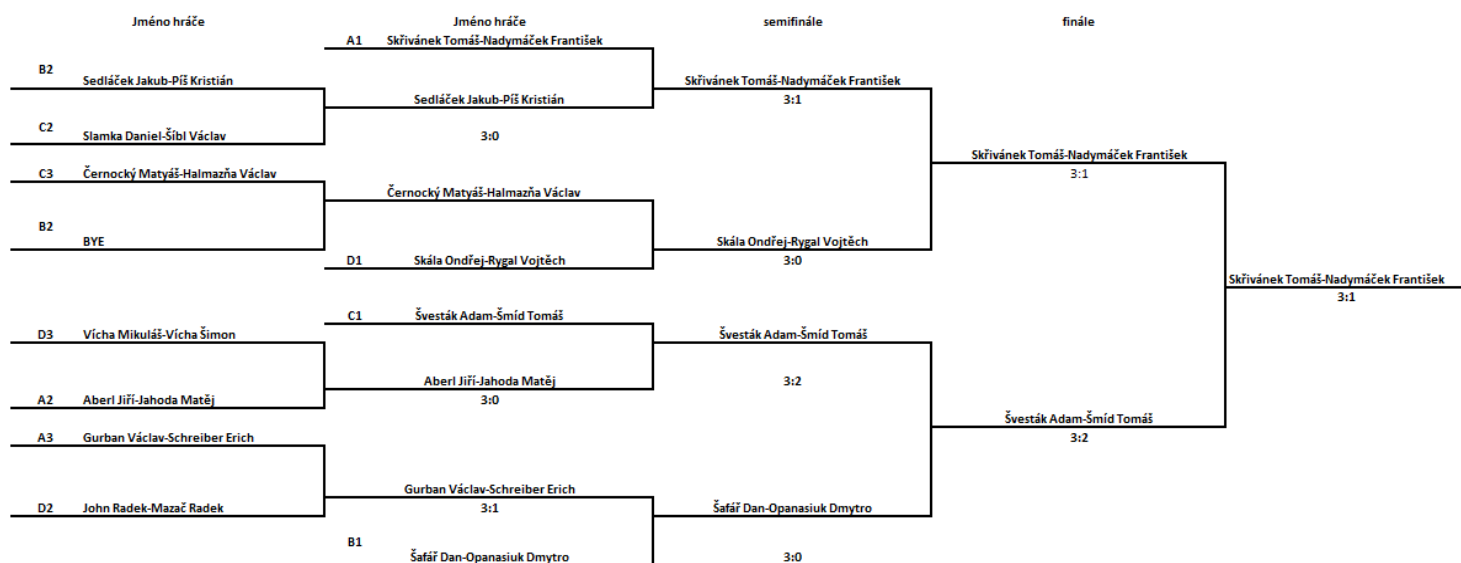 Jméno hráče
Jméno hráče
semifinále
finále
A1 Skřivánek Tomáš-Nadymáček František
B2
Sedláček Jakub-Píš Kristián
Skřivánek Tomáš-Nadymáček František
Sedláček Jakub-Píš Kristián
3:1
C2 Slamka Daniel-Šíbl Václav
3:0
Skřivánek Tomáš-Nadymáček František
3:1
C3 Černocký Matyáš-Halmazňa Václav
Černocký Matyáš-Halmazňa Václav
B2
BYE
Skála Ondřej-Rygal Vojtěch
D1 Skála Ondřej-Rygal Vojtěch
3:0
Skřivánek Tomáš-Nadymáček František
3:1
C1 Švesták Adam-Šmíd Tomáš
D3 Vícha Mikuláš-Vícha Šimon
Švesták Adam-Šmíd Tomáš
Aberl Jiří-Jahoda Matěj
3:2
A2 Aberl Jiří-Jahoda Matěj
3:0
Švesták Adam-Šmíd Tomáš
3:2
A3 Gurban Václav-Schreiber Erich
Gurban Václav-Schreiber Erich
D2 John Radek-Mazač Radek
3:1
Šafář Dan-Opanasiuk Dmytro
B1
Šafář Dan-Opanasiuk Dmytro
3:0